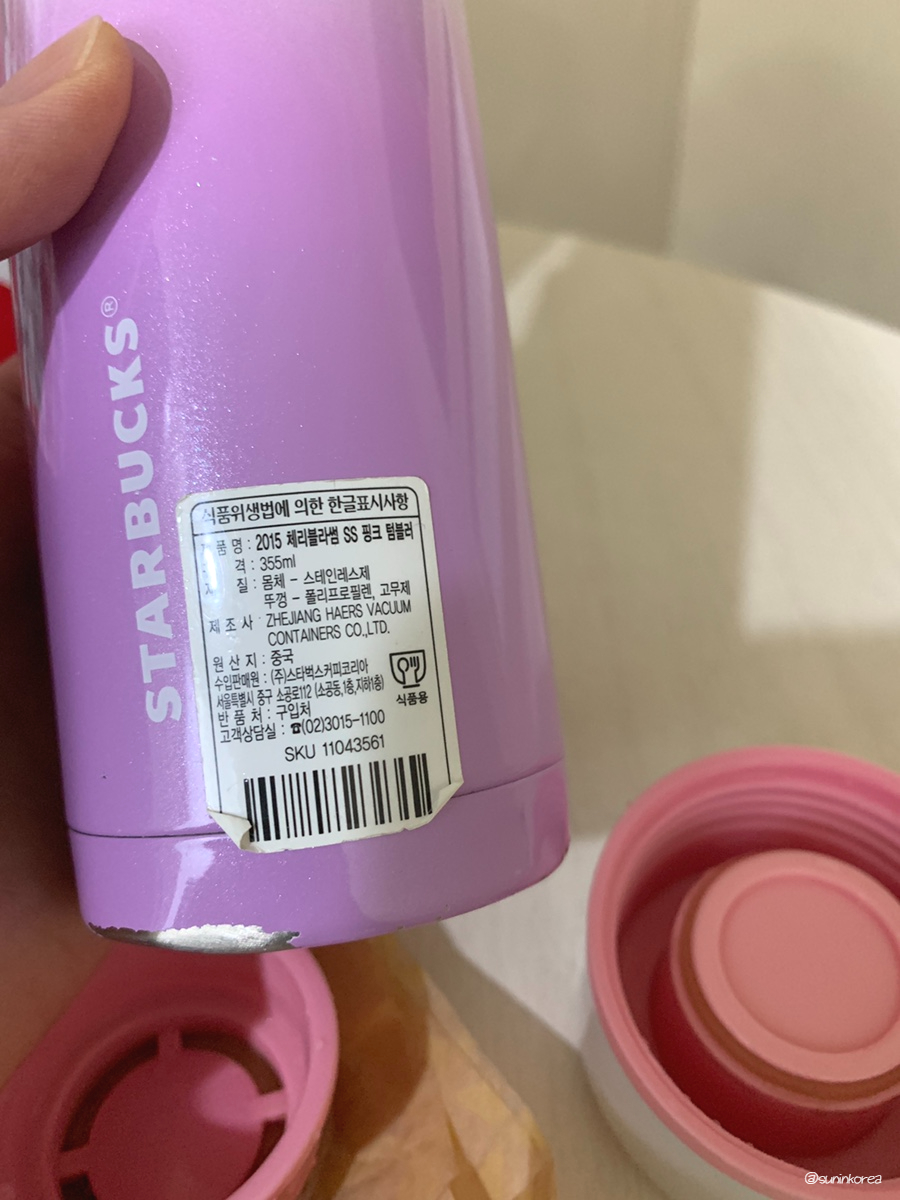 STARBUCKS®
식품위생법에 의한 한글표시사항
품 명 : 2015 체리블라썸 SS 핑크 텀블러
격 : 355ml
질 : 몸체 - 스테인레스제
뚜껑 - 폴리프로필렌, 고무제
제 조 사 : ZHEJIANG HAERS VACUUM
CONTAINERS CO.,LTD.
원 산 지 : 중국
수입판매원 : (주)스타벅스커피코리아
서울특별시 중구 소공로112 (소공동,1층,지하1층)
반 품 처 : 구입처
고객상담실 : ☎(02)3015-1100
식품용
SKU 11043561
@suninkorea